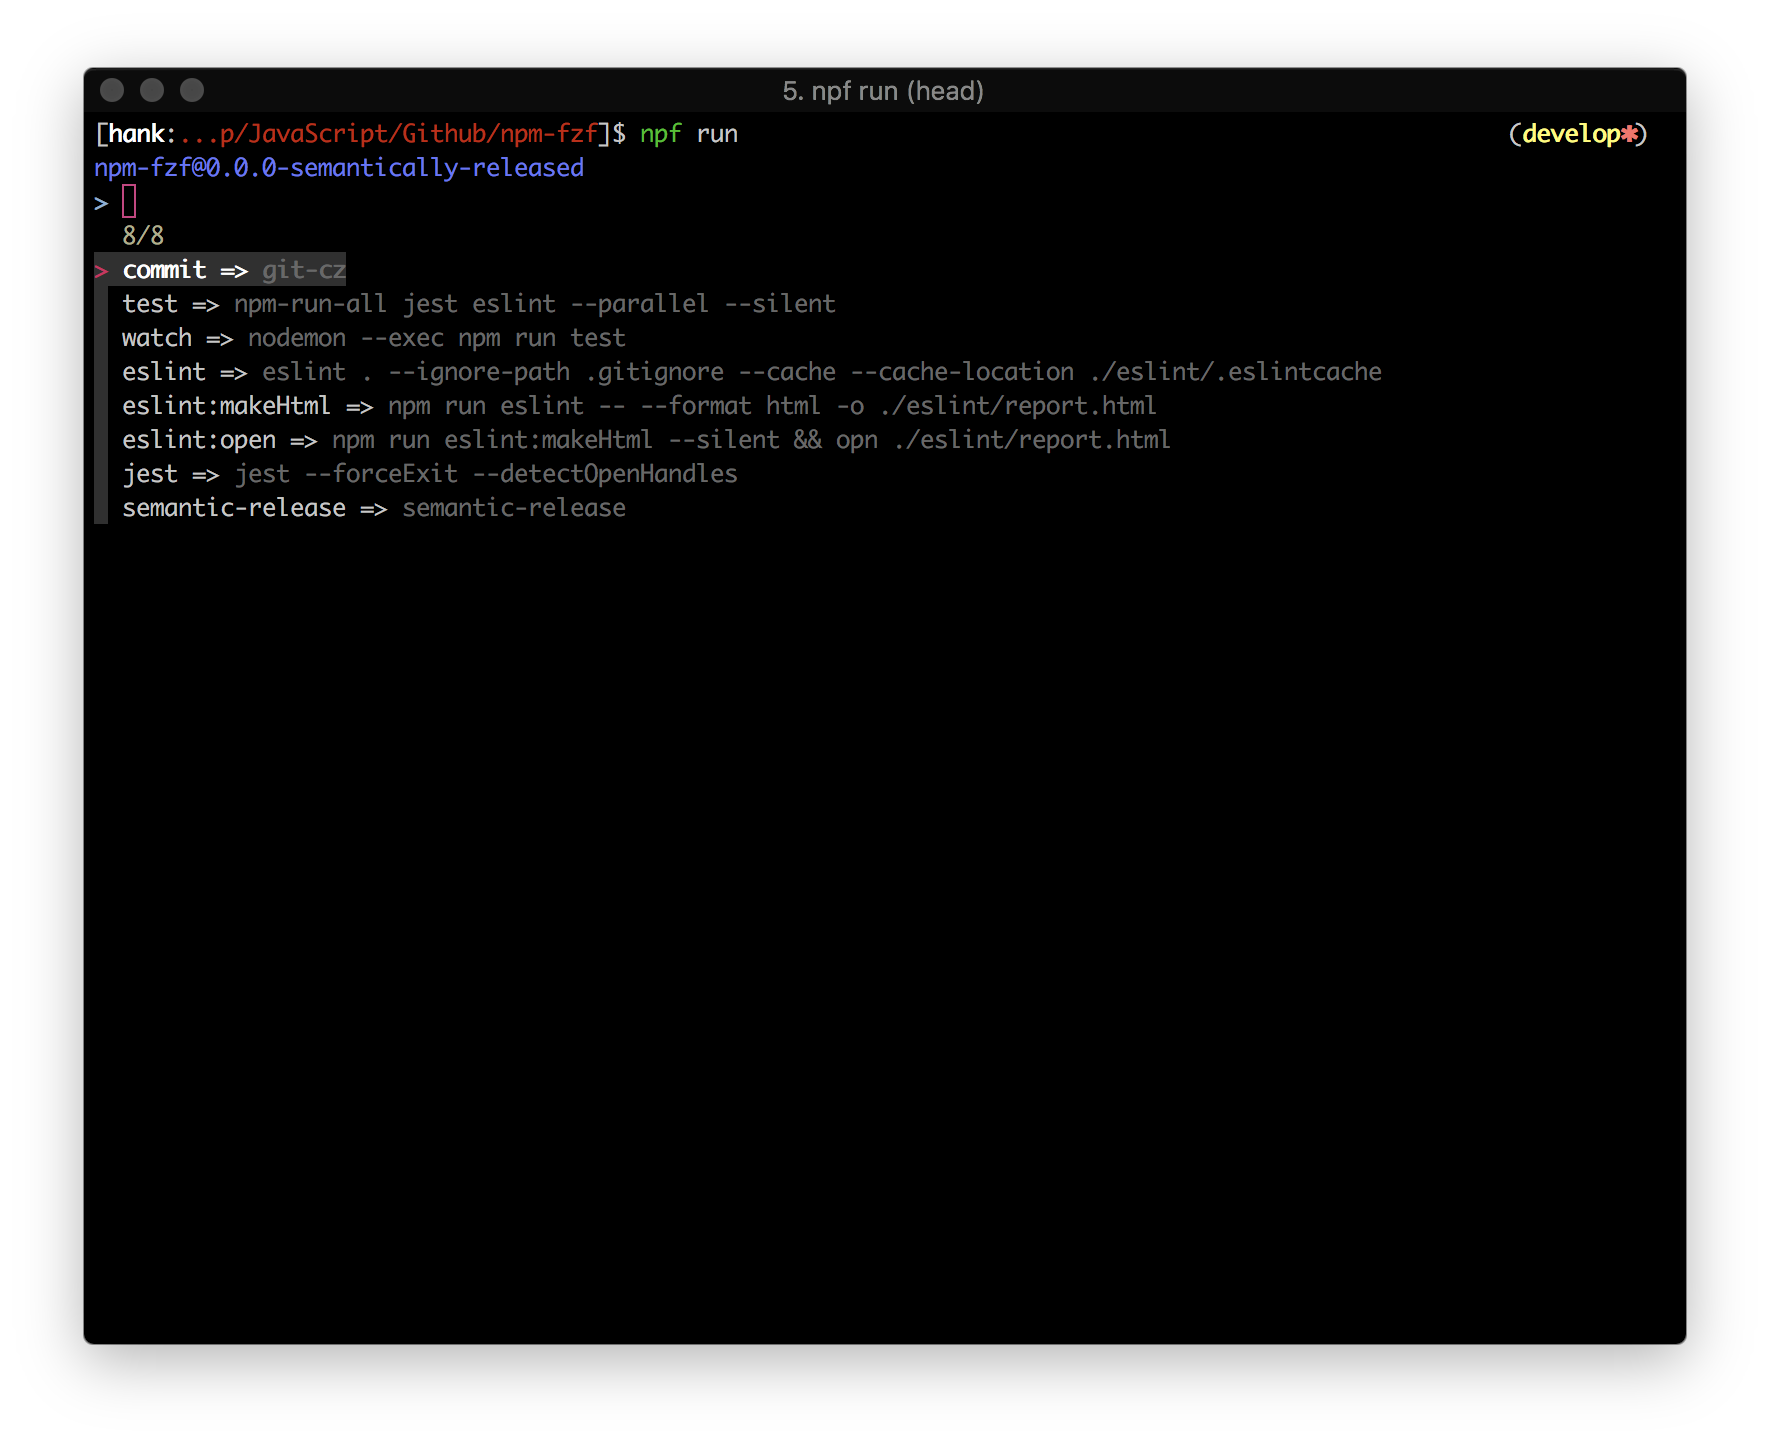 5. npf run (head)
[hank:...p/JavaScript/Github/npm-fzf]$ npf run (develop✱)
npm-fzf@0.0.0-semantically-released
>
8/8
> commit => git-cz
test => npm-run-all jest eslint --parallel --silent
watch => nodemon --exec npm run test
eslint => eslint . --ignore-path .gitignore --cache --cache-location ./eslint/.eslintcache
eslint:makeHtml => npm run eslint -- --format html -o ./eslint/report.html
eslint:open => npm run eslint:makeHtml --silent && opn ./eslint/report.html
jest => jest --forceExit --detectOpenHandles
semantic-release => semantic-release